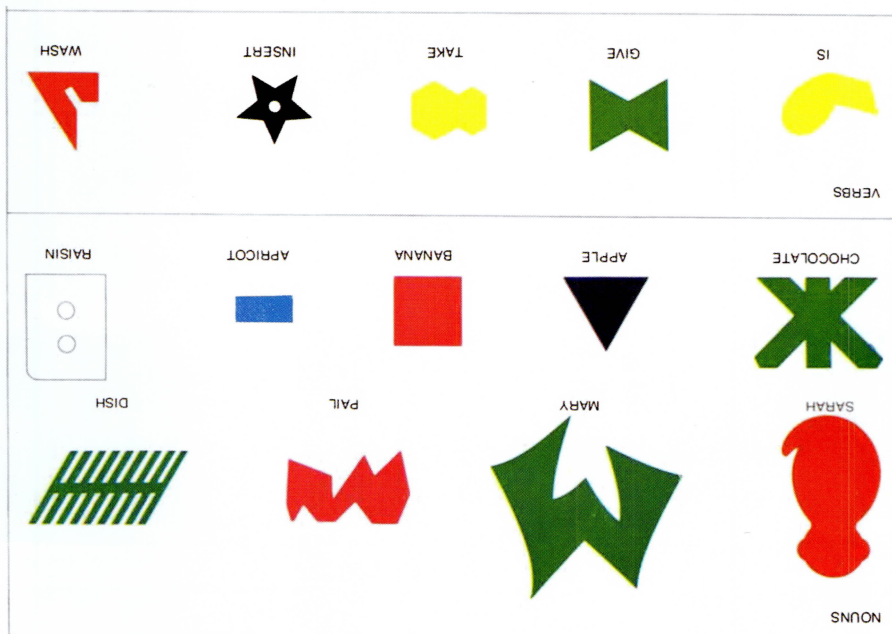 NOUNS
SARAH MARY PAIL DISH
CHOCOLATE APPLE BANANA APRICOT RAISIN
VERBS
IS GIVE TAKE INSERT WASH